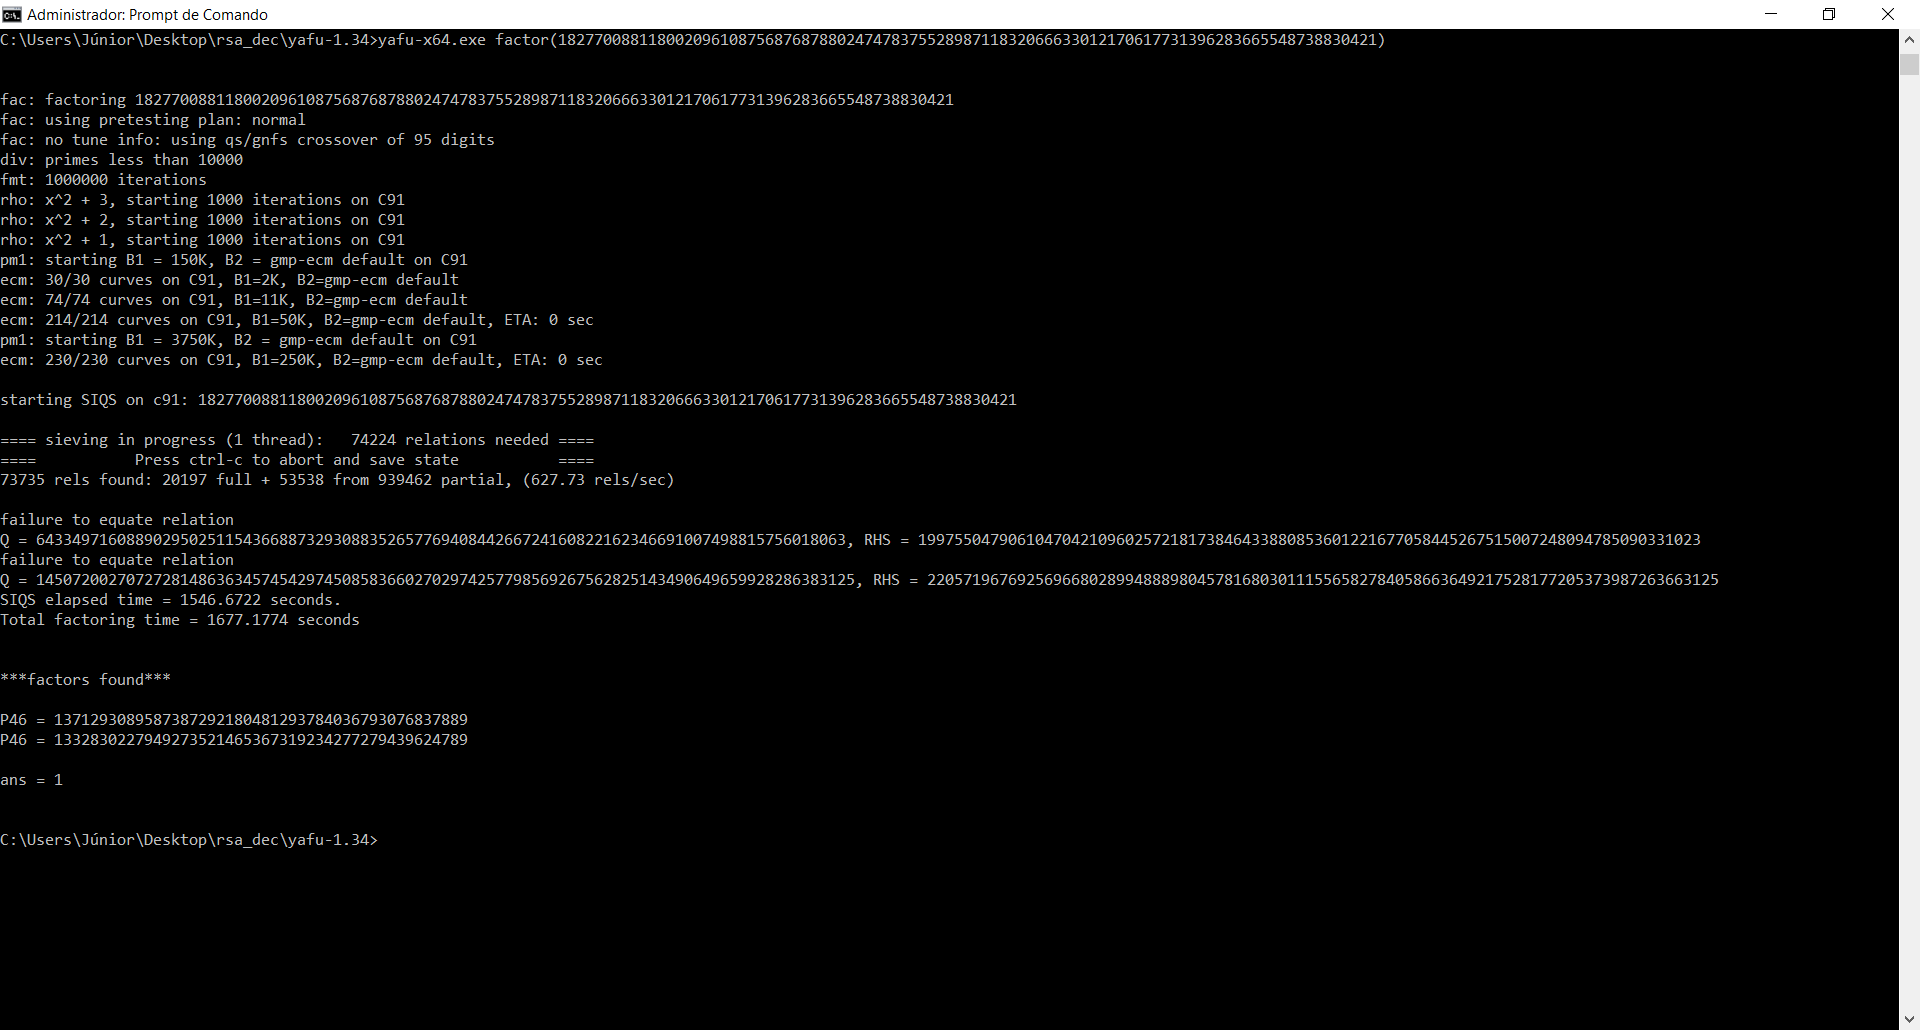 Administrador: Prompt de Comando
C:\Users\Júnior\Desktop\rsa_dec\yafu-1.34>yafu-x64.exe factor(1827700881180020961087568768788024747837552898711832066633012170617731396283665548738830421)
fac: factoring 1827700881180020961087568768788024747837552898711832066633012170617731396283665548738830421
fac: using pretesting plan: normal
fac: no tune info: using qs/gnfs crossover of 95 digits
div: primes less than 10000
fmt: 1000000 iterations
rho: x^2 + 3, starting 1000 iterations on C91
rho: x^2 + 2, starting 1000 iterations on C91
rho: x^2 + 1, starting 1000 iterations on C91
pm1: starting B1 = 150K, B2 = gmp-ecm default on C91
ecm: 30/30 curves on C91, B1=2K, B2=gmp-ecm default
ecm: 74/74 curves on C91, B1=11K, B2=gmp-ecm default
ecm: 214/214 curves on C91, B1=50K, B2=gmp-ecm default, ETA: 0 sec
pm1: starting B1 = 3750K, B2 = gmp-ecm default on C91
ecm: 230/230 curves on C91, B1=250K, B2=gmp-ecm default, ETA: 0 sec
starting SIQS on c91: 1827700881180020961087568768788024747837552898711832066633012170617731396283665548738830421
==== sieving in progress (1 thread):   74224 relations needed ====
====           Press ctrl-c to abort and save state           ====
73735 rels found: 20197 full + 53538 from 939462 partial, (627.73 rels/sec)
failure to equate relation
Q = 643349716088902950251154366887329308835265776940844266724160822162346691007498815756018063, RHS = 199755047906104704210960257218173846433880853601221677058445267515007248094785090331023
failure to equate relation
Q = 1450720027072728148636345745429745085836602702974257798569267562825143490649659928286383125, RHS = 2205719676925696680289948889804578168030111556582784058663649217528177205373987263663125
SIQS elapsed time = 1546.6722 seconds.
Total factoring time = 1677.1774 seconds
***factors found***
P46 = 1371293089587387292180481293784036793076837889
P46 = 1332830227949273521465367319234277279439624789
ans = 1
C:\Users\Júnior\Desktop\rsa_dec\yafu-1.34>